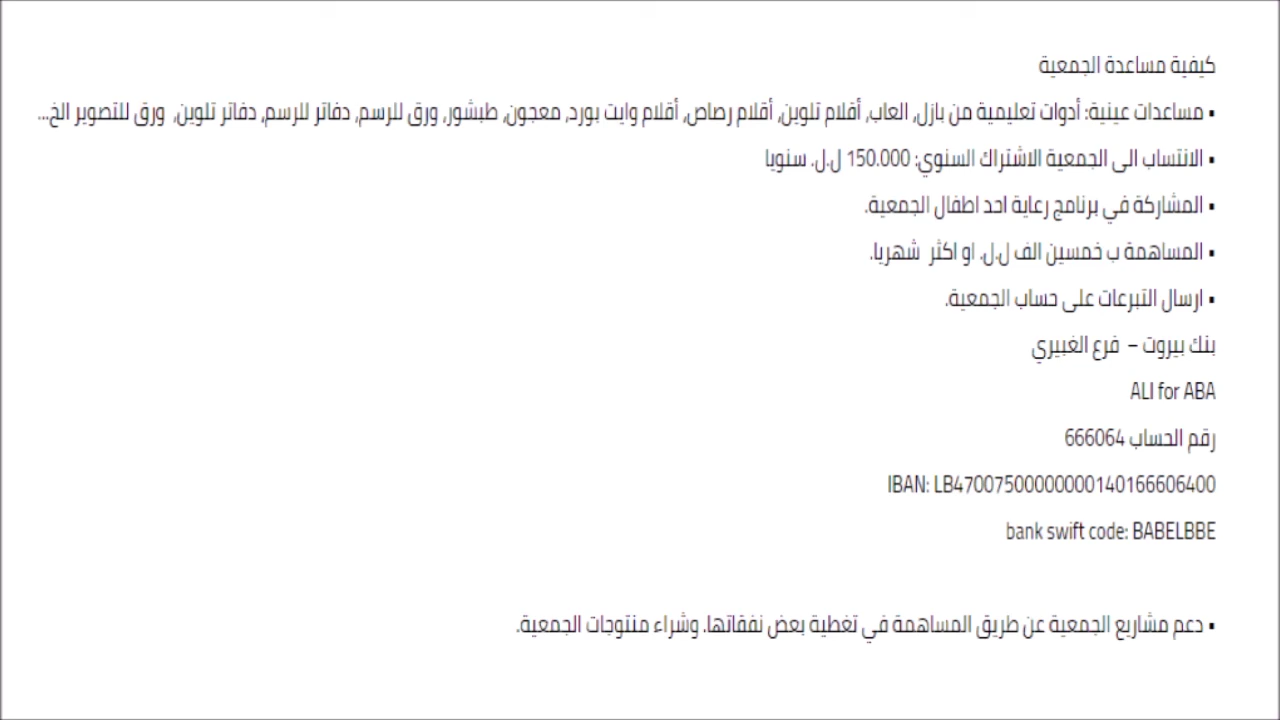 كيفية مساعدة الجمعية
▪ مساعدات عينية: أدوات تعليمية من بازل, العاب, أقلام تلوين, أقلام رصاص, أقلام وايت بورد, معجون, طبشور, ورق للرسم, دفاتر للرسم, دفاتر تلوين, ورق للتصوير الخ...
▪ الانتساب الى الجمعية الاشتراك السنوي: 150.000 ل.ل. سنويا
▪ المشاركة في برنامج رعاية احد اطفال الجمعية.
▪ المساهمة ب خمسين الف ل.ل. او اكثر شهريا.
▪ ارسال التبرعات على حساب الجمعية.
بنك بيروت – فرع الغبيري
ALI for ABA
رقم الحساب 666064
IBAN: LB47007500000000140166606400
bank swift code: BABELBBE
▪ دعم مشاريع الجمعية عن طريق المساهمة في تغطية بعض نفقاتها. وشراء منتوجات الجمعية.